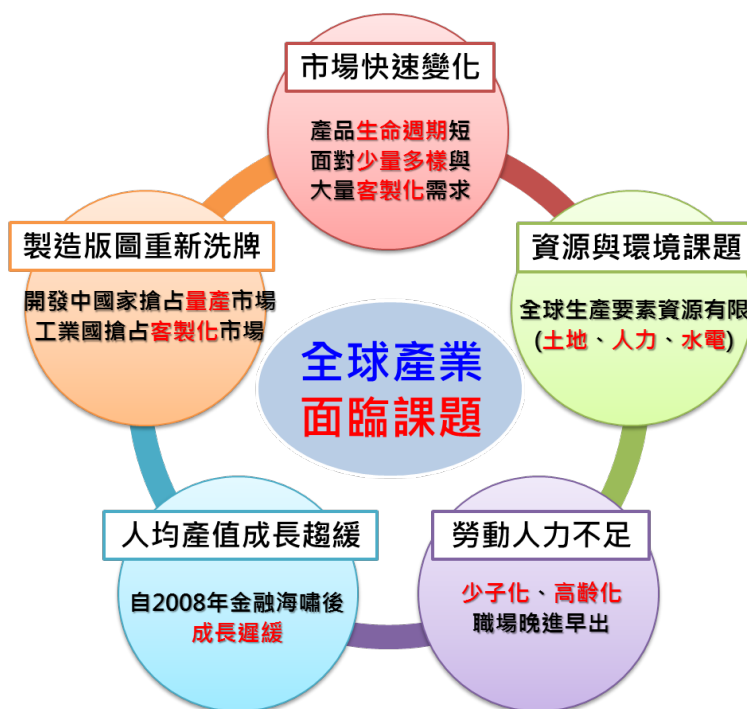 市場快速變化
產品生命週期短
面對少量多樣與
大量客製化需求
資源與環境課題
全球生產要素資源有限
(土地、人力、水電)
勞動人力不足
少子化、高齡化
職場晚進早出
人均產值成長趨緩
自2008年金融海嘯後
成長遲緩
製造版圖重新洗牌
開發中國家搶占量產市場
工業國搶占客製化市場
全球產業
面臨課題